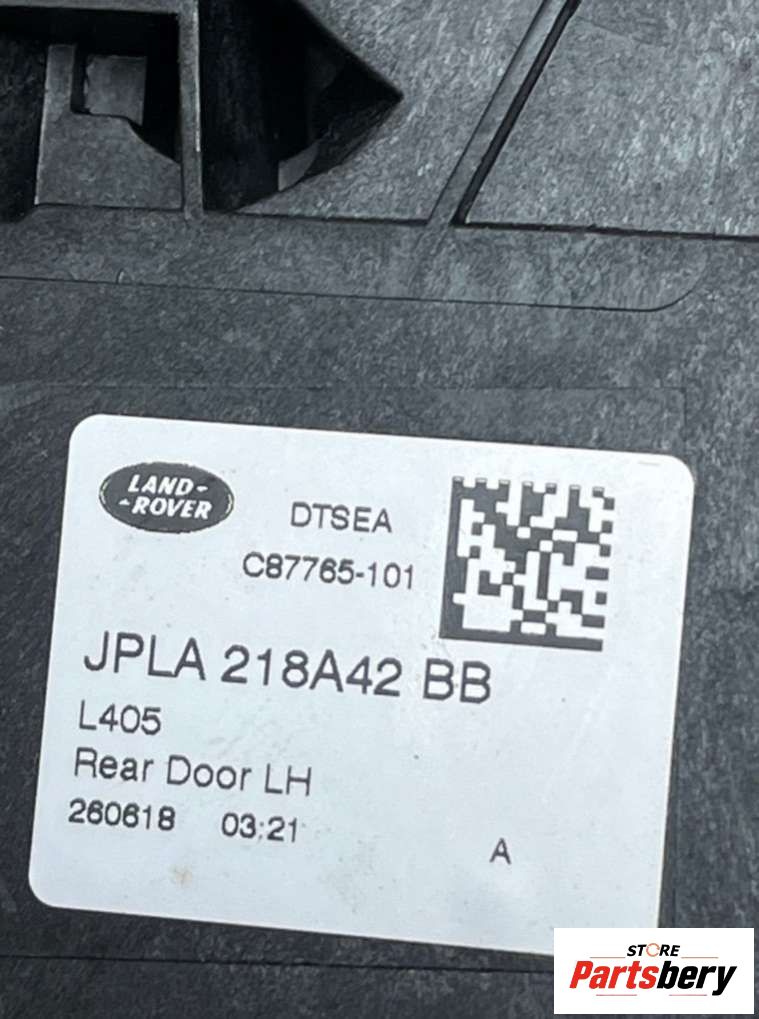 LAND-
-ROVER
DTSEA
C87765-101
JPLA 218A42 BB
L405
Rear Door LH
260618 03:21
A
STORE
Partsbery